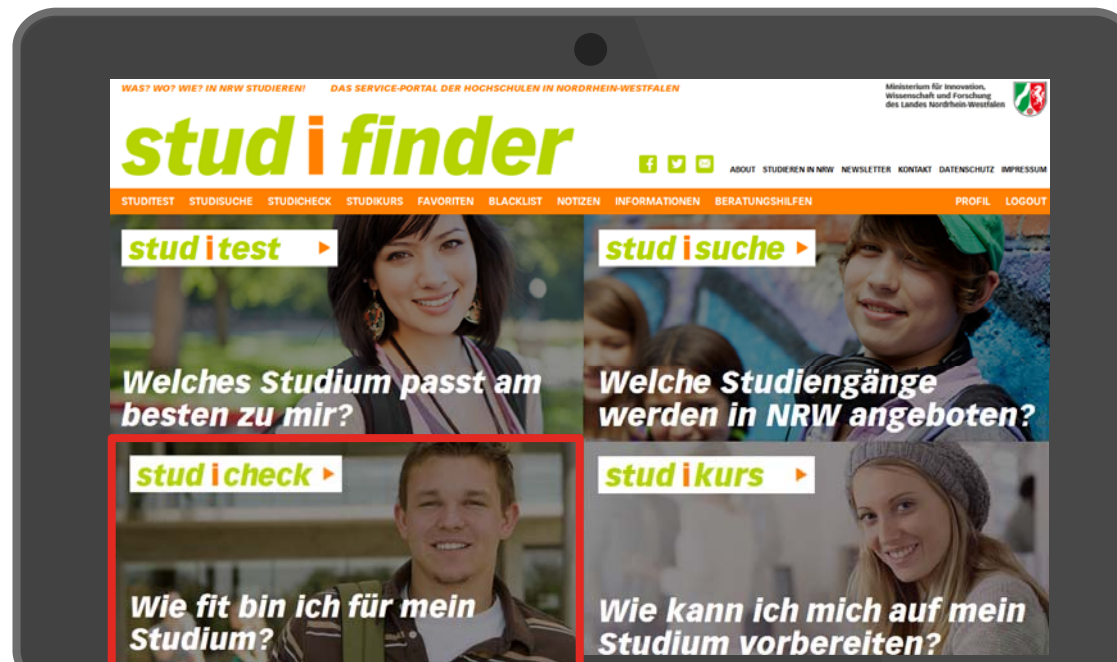 WAS? WO? WIE? IN NRW STUDIEREN! DAS SERVICE-PORTAL DER HOCHSCHULEN IN NORDRHEIN-WESTFALEN
Ministerium für Innovation,
Wissenschaft und Forschung
des Landes Nordrhein-Westfalen
stud i finder
ABOUT STUDIEREN IN NRW NEWSLETTER KONTAKT DATENSCHUTZ IMPRESSUM
STUDITEST STUDISUCHE STUDICHECK STUDIKURS FAVORITEN BLACKLIST NOTIZEN INFORMATIONEN BERATUNGSHILFEN PROFIL LOGOUT
stud i test
Welches Studium passt am
besten zu mir?
stud i suche
Welche Studiengänge
werden in NRW angeboten?
stud i check
Wie fit bin ich für mein
Studium?
stud i kurs
Wie kann ich mich auf mein
Studium vorbereiten?